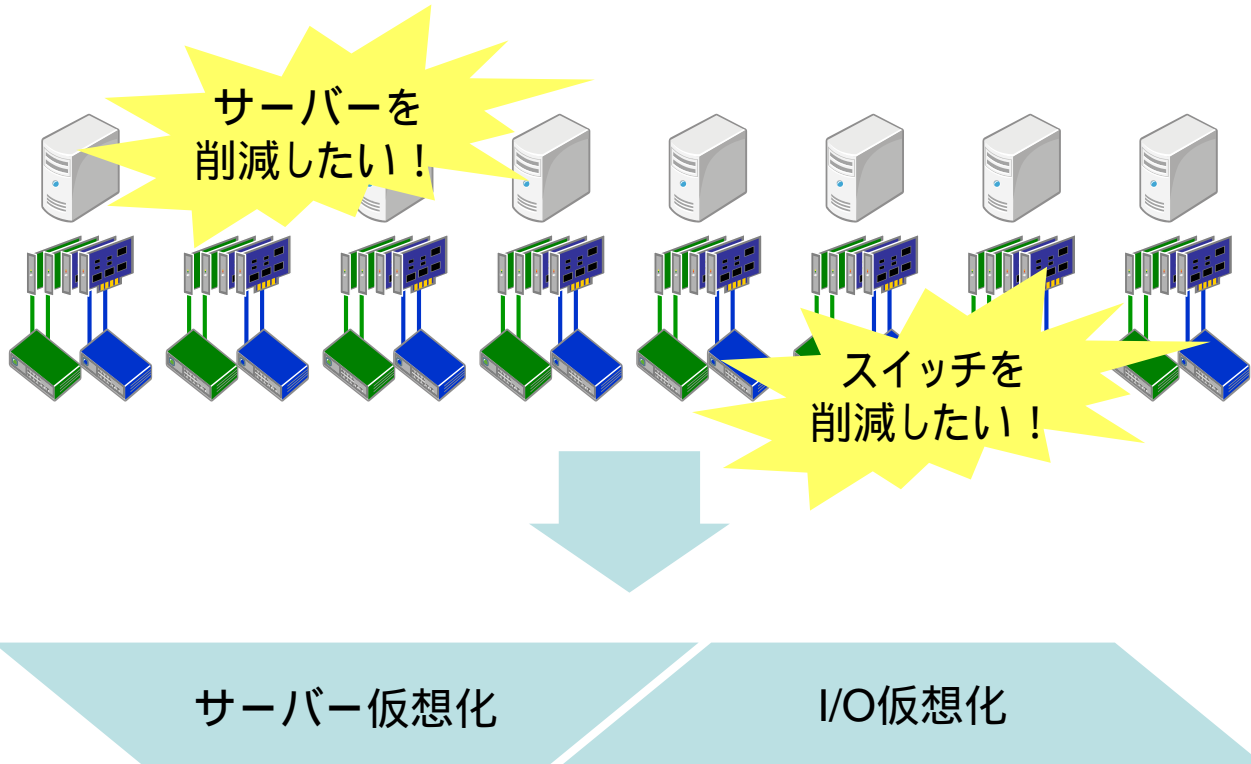 サーバーを
削減したい！
スイッチを
削減したい！
サーバー仮想化
I/O仮想化